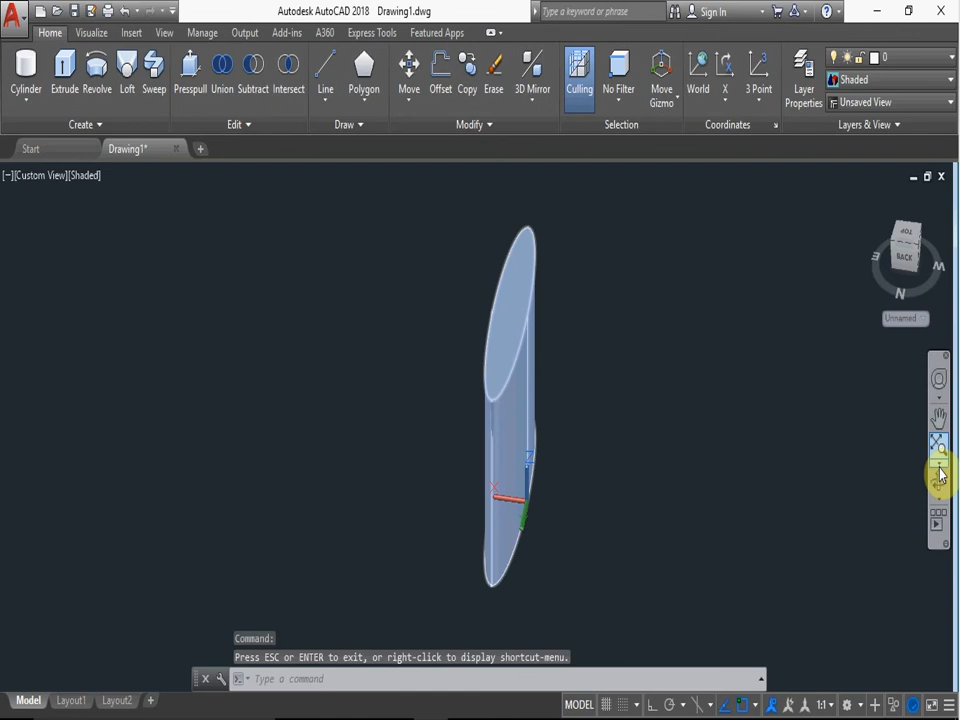 Autodesk AutoCAD 2018 Drawing1.dwg
Type a keyword or phrase
Sign In
Home Visualize Insert View Manage Output Add-ins A360 Express Tools Featured Apps
Cylinder Extrude Revolve Loft Sweep Presspull Union Subtract Intersect Line Polygon Move Offset Copy Erase 3D Mirror Culling No Filter Move Gizmo World X 3 Point Layer Properties
0
Shaded
Unsaved View
Create Edit Draw Modify Selection Coordinates Layers & View
Start Drawing1*
[−][Custom View][Shaded]
TOP
BACK
E W
N
Unnamed
Z
X
Command:
Press ESC or ENTER to exit, or right-click to display shortcut-menu.
Type a command
Model Layout1 Layout2
MODEL 1:1